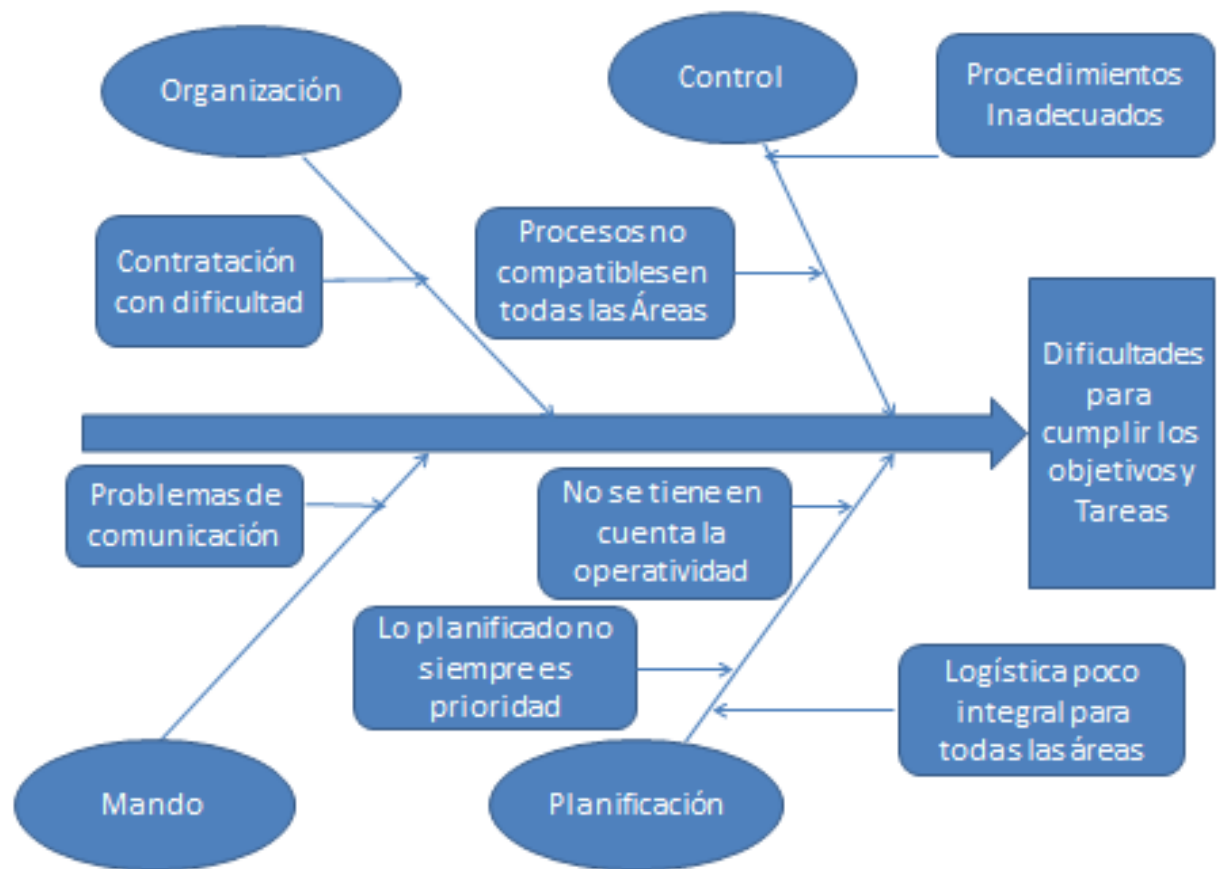 Organización
Control
Procedimientos
Inadecuados
Contratación
con dificultad
Procesos no
compatibles en
todas las Áreas
Dificultades
para
cumplir los
objetivos y
Tareas
Problemas de
comunicación
No se tiene en
cuenta la
operatividad
Lo planificado no
siempre es
prioridad
Logística poco
integral para
todas las áreas
Mando
Planificación